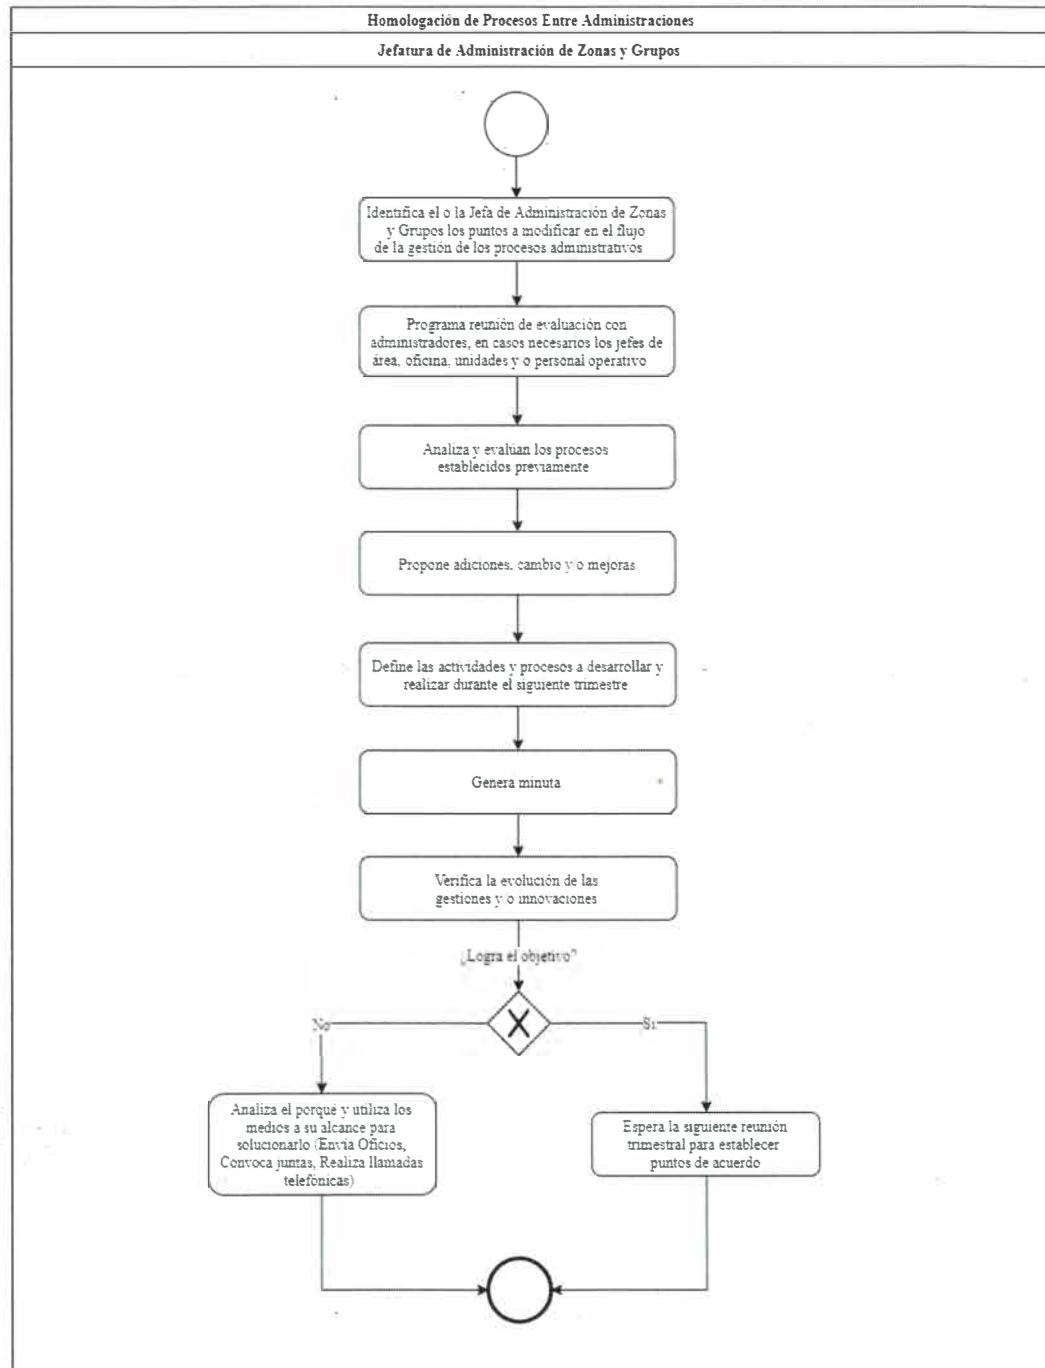 Homologación de Procesos Entre Administraciones
Jefatura de Administración de Zonas y Grupos
Identifica el o la Jefa de Administración de Zonas
y Grupos los puntos a modificar en el flujo
de la gestión de los procesos administrativos
Programa reunión de evaluación con
administradores, en casos necesarios los jefes de
área, oficina, unidades y o personal operativo
Analiza y evalúan los procesos
establecidos previamente
Propone adiciones, cambio y/o mejoras
Define las actividades y procesos a desarrollar y
realizar durante el siguiente trimestre
Genera minuta
Verifica la evolución de las
gestiones y o innovaciones
¿Logra el objetivo?
No
Si
Analiza el porqué y utiliza los
medios a su alcance para
solucionarlo (Envía Oficios,
Convoca juntas, Realiza llamadas
telefónicas)
Espera la siguiente reunión
trimestral para establecer
puntos de acuerdo